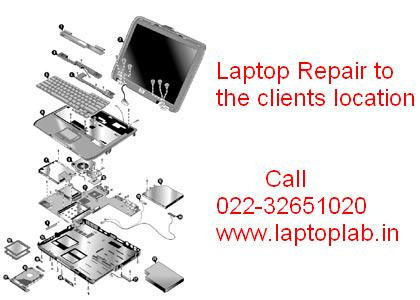 Laptop Repair to
the clients location
Call
022-32651020
www.laptoplab.in